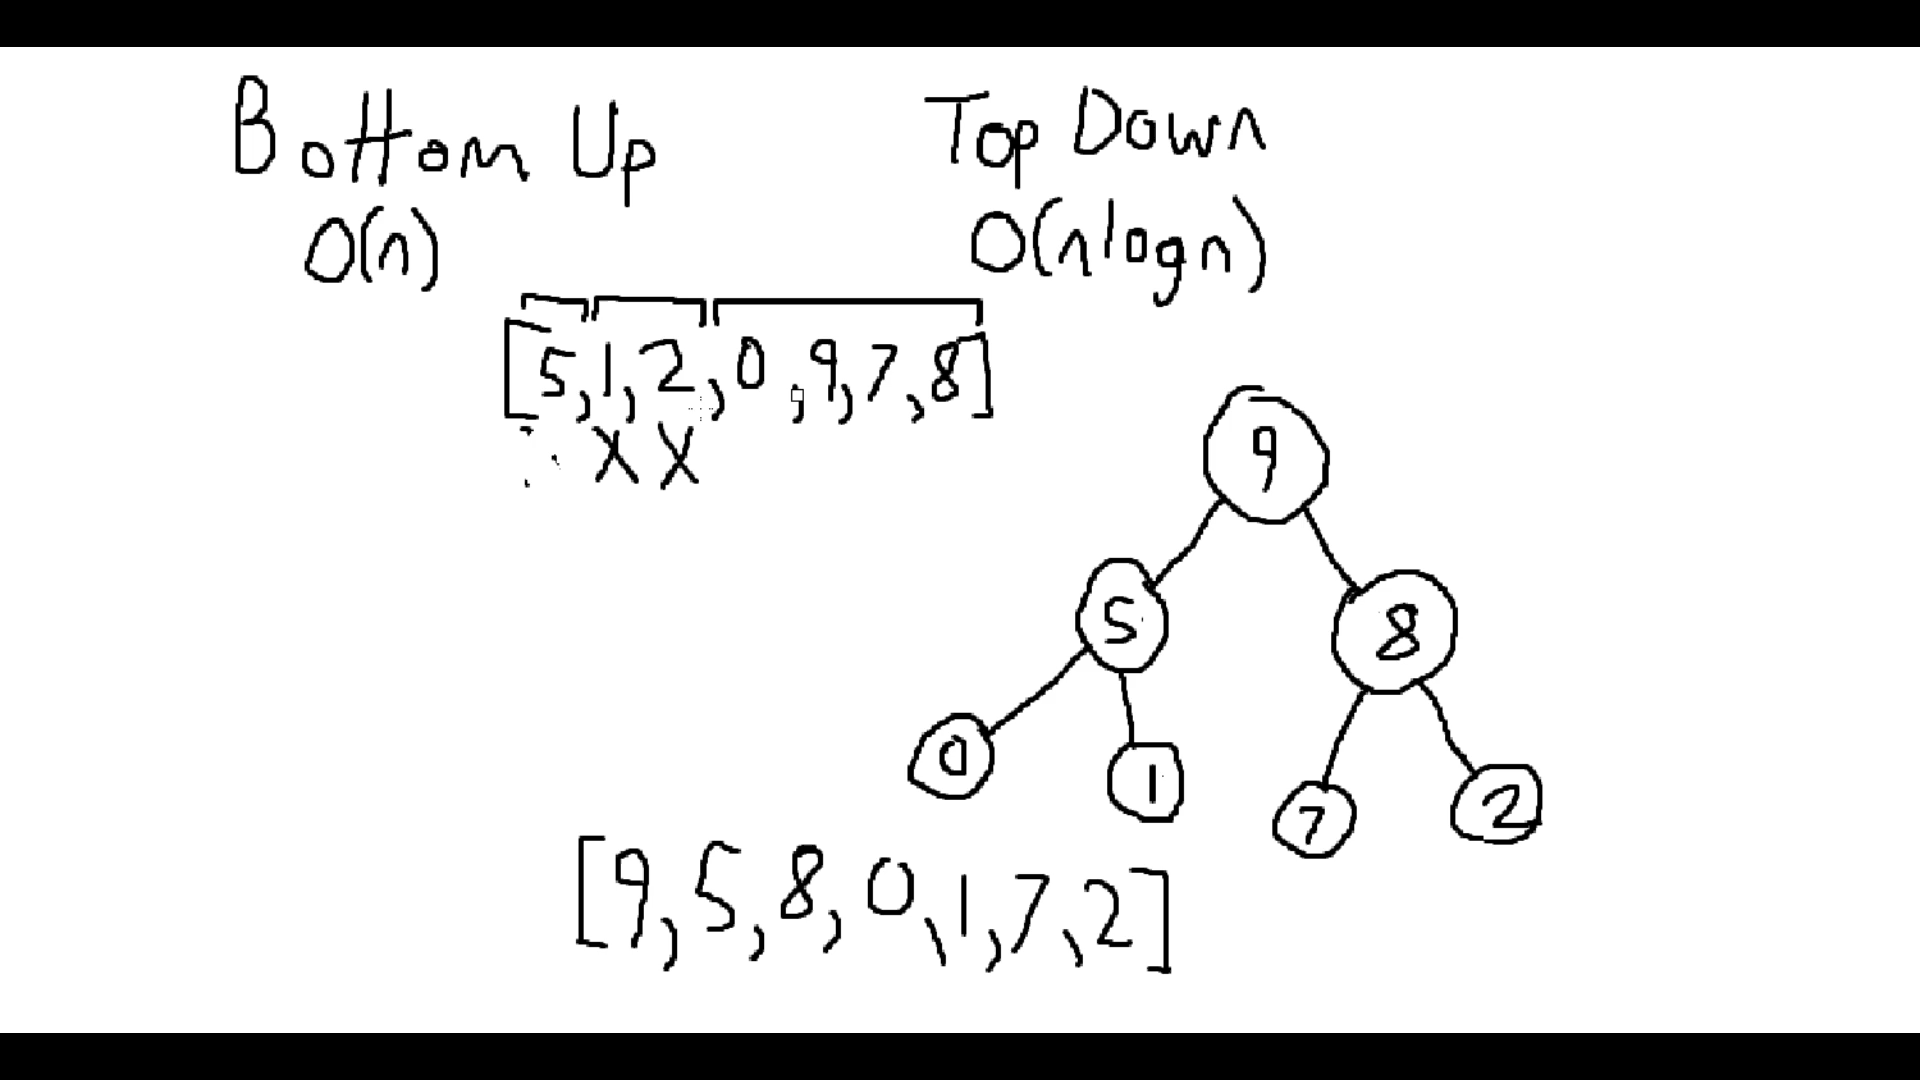 Bottom Up
Top Down
O(n)
O(nlogn)
[5,1,2,0,9,7,8]
X X
9
5
8
0
1
7
2
[9,5,8,0,1,7,2]